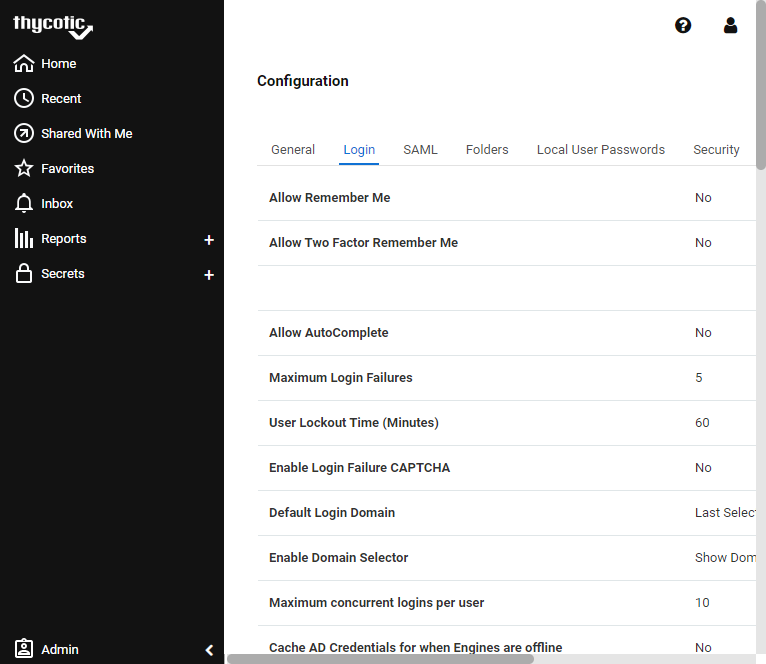 thycotic
Home
Recent
Shared With Me
Favorites
Inbox
Reports +
Secrets +
Admin
Configuration
General Login SAML Folders Local User Passwords Security
Allow Remember Me No
Allow Two Factor Remember Me No
Allow AutoComplete No
Maximum Login Failures 5
User Lockout Time (Minutes) 60
Enable Login Failure CAPTCHA No
Default Login Domain Last Selec
Enable Domain Selector Show Dom
Maximum concurrent logins per user 10
Cache AD Credentials for when Engines are offline No